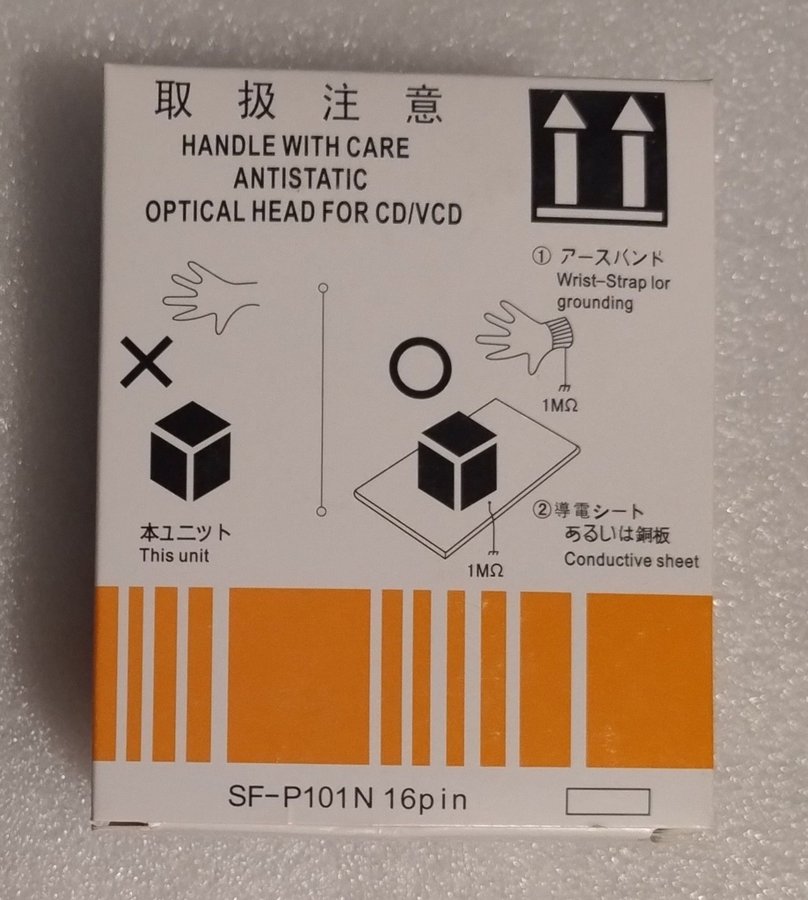 取扱注意
HANDLE WITH CARE
ANTISTATIC
OPTICAL HEAD FOR CD/VCD
① アースバンド
Wrist-Strap lor
grounding
1MΩ
本ユニット
This unit
②導電シート
あるいは銅板
Conductive sheet
1MΩ
SF-P101N 16pin